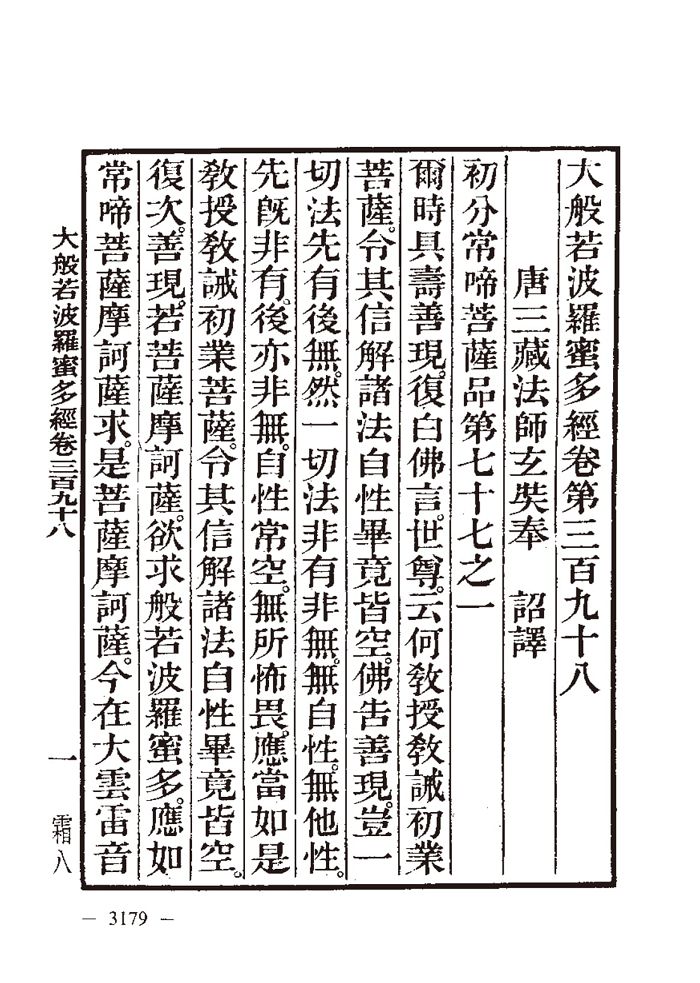 大般若波羅蜜多經卷第三百九十八
唐三藏法師玄奘奉　詔譯
初分常啼菩薩品第七十七之一
爾時具壽善現。復白佛言。世尊。云何教授教誡初業
菩薩。令其信解諸法自性畢竟皆空。佛告善現。豈一
切法先有後無。然一切法非有非無。無自性。無他性。
先旣非有。後亦非無。自性常空。無所怖畏。應當如是
教授教誡初業菩薩。令其信解諸法自性畢竟皆空。
復次。善現。若菩薩摩訶薩。欲求般若波羅蜜多。應如
常啼菩薩摩訶薩求。是菩薩摩訶薩。今在大雲雷音
大般若波羅蜜多經卷三百九十八
一
霜八
— 3179 —